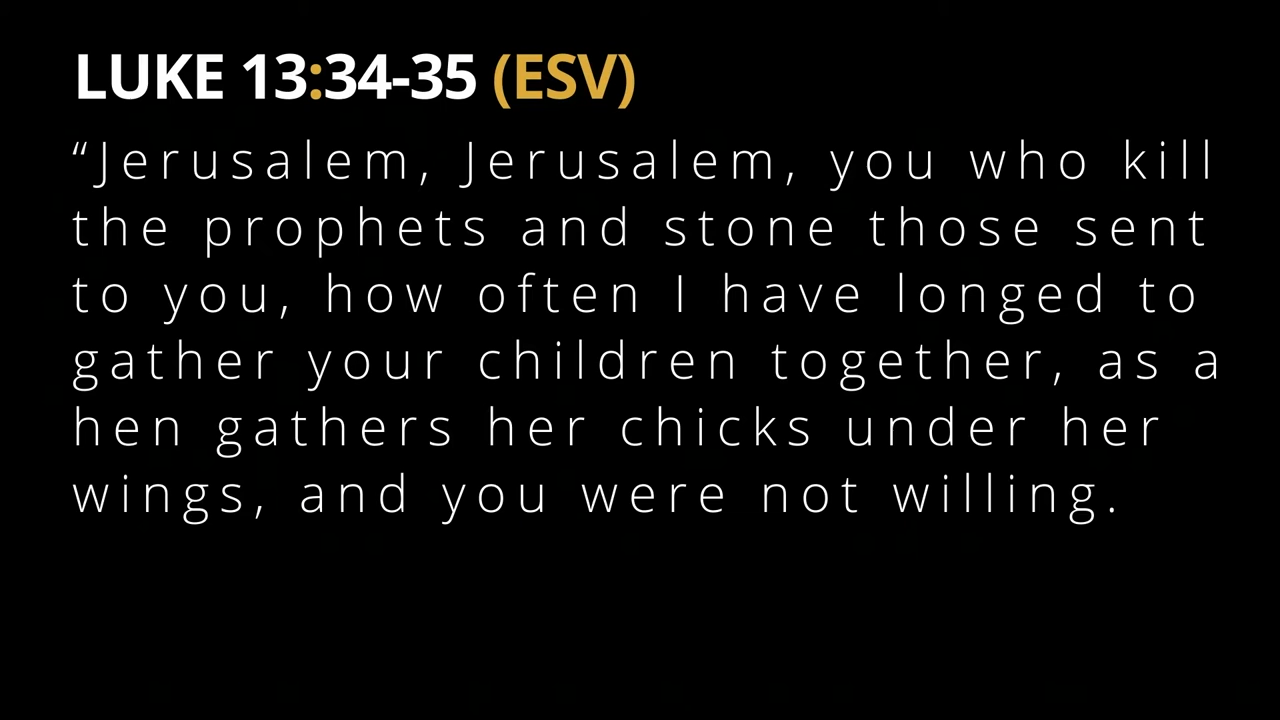 LUKE 13:34-35 (ESV)
“Jerusalem, Jerusalem, you who kill
the prophets and stone those sent
to you, how often I have longed to
gather your children together, as a
hen gathers her chicks under her
wings, and you were not willing.